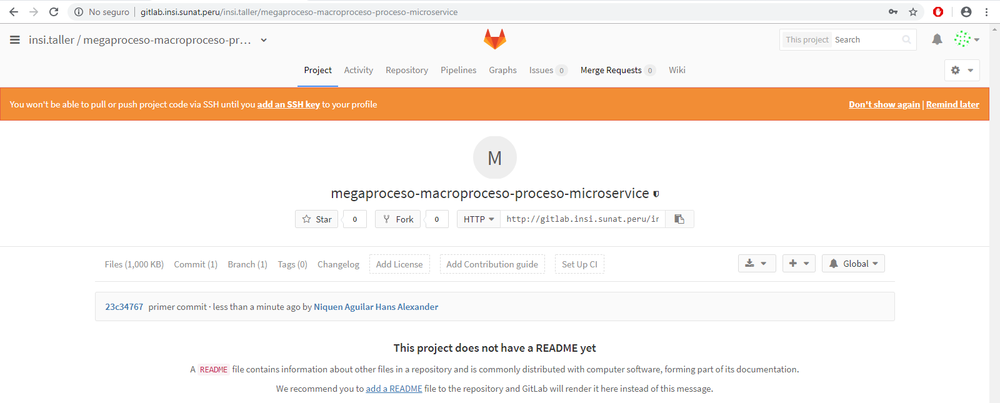 No seguro | gitlab.insi.sunat.peru/insi.taller/megaproceso-macroproceso-proceso-microservice
insi.taller / megaproceso-macroproceso-pr...
This project Search
Project Activity Repository Pipelines Graphs Issues 0 Merge Requests 0 Wiki
You won't be able to pull or push project code via SSH until you add an SSH key to your profile
Don't show again | Remind later
M
megaproceso-macroproceso-proceso-microservice
Star 0 Fork 0 HTTP http://gitlab.insi.sunat.peru/in
Files (1,000 KB) Commit (1) Branch (1) Tags (0) Changelog Add License Add Contribution guide Set Up CI Global
23c34767 primer commit · less than a minute ago by Niquen Aguilar Hans Alexander
This project does not have a README yet
A README file contains information about other files in a repository and is commonly distributed with computer software, forming part of its documentation.
We recommend you to add a README file to the repository and GitLab will render it here instead of this message.